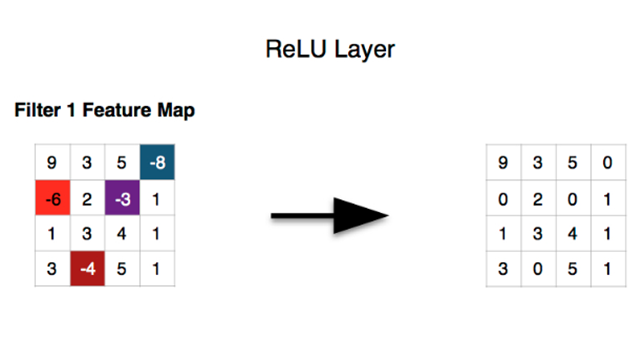 ReLU Layer
Filter 1 Feature Map
9 3 5 -8
-6 2 -3 1
1 3 4 1
3 -4 5 1
9 3 5 0
0 2 0 1
1 3 4 1
3 0 5 1